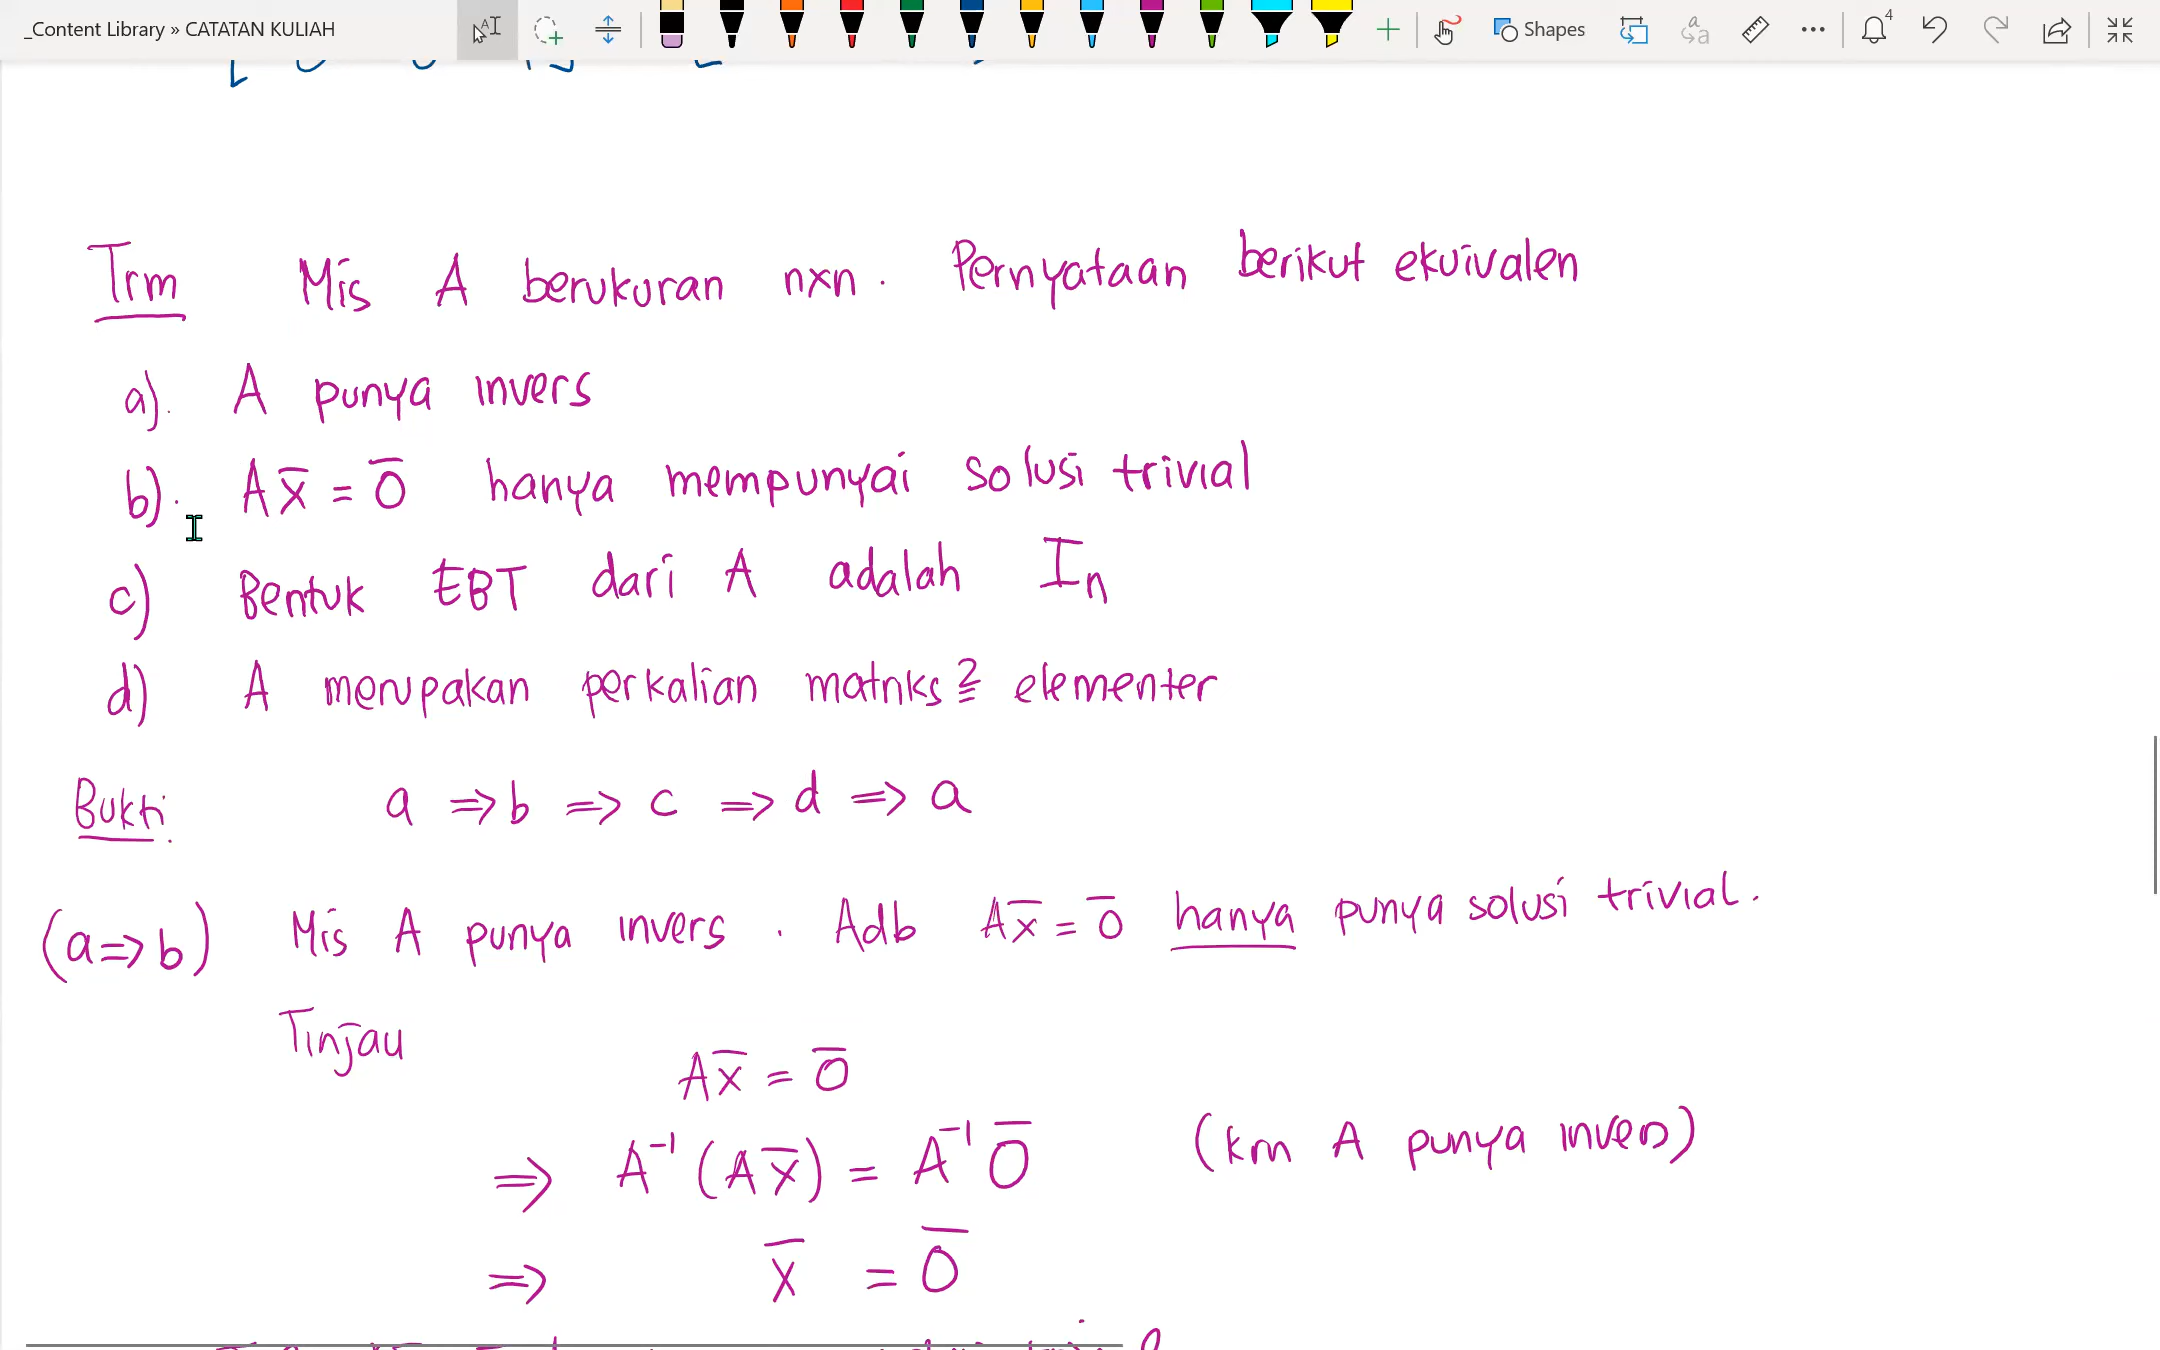 _Content Library » CATATAN KULIAH
Shapes
4
Trm Mis A berukuran nxn. Pernyataan berikut ekuivalen
a). A punya invers
b). Ax̄ = 0̄ hanya mempunyai solusi trivial
c) Bentuk EBT dari A adalah Iₙ
d) A merupakan perkalian matriks² elementer
Bukti. a => b => c => d => a
(a=>b) Mis A punya invers. Adb Ax̄ = 0̄ hanya punya solusi trivial.
Tinjau
Ax̄ = 0̄
=> A⁻¹(Ax̄) = A⁻¹0̄ (krn A punya invers)
=> x̄ = 0̄